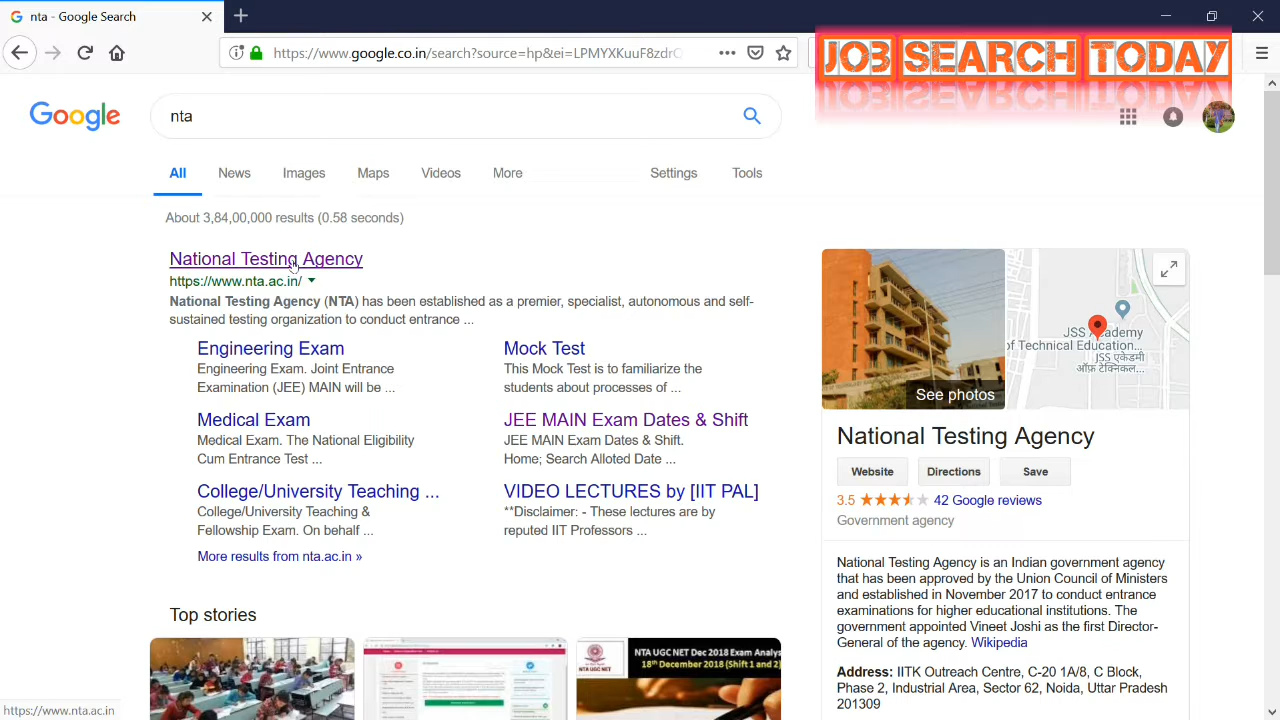 nta - Google Search
https://www.google.co.in/search?source=hp&ei=LPMYXKuuF8zdrQ
JOB SEARCH TODAY
Google
nta
All News Images Maps Videos More Settings Tools
About 3,84,00,000 results (0.58 seconds)
National Testing Agency
https://www.nta.ac.in/
National Testing Agency (NTA) has been established as a premier, specialist, autonomous and self-
sustained testing organization to conduct entrance ...
Engineering Exam
Engineering Exam. Joint Entrance
Examination (JEE) MAIN will be ...
Mock Test
This Mock Test is to familiarize the
students about processes of ...
Medical Exam
Medical Exam. The National Eligibility
Cum Entrance Test ...
JEE MAIN Exam Dates & Shift
JEE MAIN Exam Dates & Shift.
Home; Search Alloted Date ...
College/University Teaching ...
College/University Teaching &
Fellowship Exam. On behalf ...
VIDEO LECTURES by [IIT PAL]
**Disclaimer: - These lectures are by
reputed IIT Professors ...
More results from nta.ac.in »
Top stories
NTA UGC NET Dec 2018 Exam Analys
18th December 2018 (Shift 1 and 2)
NTA
UGC NET
https://www.nta.ac.in
See photos
JSS Academy
of Technical Education...
JSS एकेडमी
ऑफ़ टेक्निकल...
National Testing Agency
Website Directions Save
3.5 42 Google reviews
Government agency
National Testing Agency is an Indian government agency
that has been approved by the Union Council of Ministers
and established in November 2017 to conduct entrance
examinations for higher educational institutions. The
government appointed Vineet Joshi as the first Director-
General of the agency. Wikipedia
Address: IITK Outreach Center, C-20 1A/8, C Block,
Phase 2, Industrial Area, Sector 62, Noida, Uttar Pradesh
201309